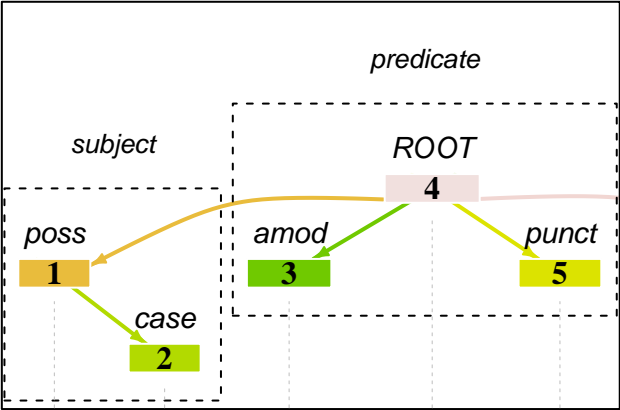 predicate
subject
ROOT
4
poss
amod
punct
1
3
5
case
2